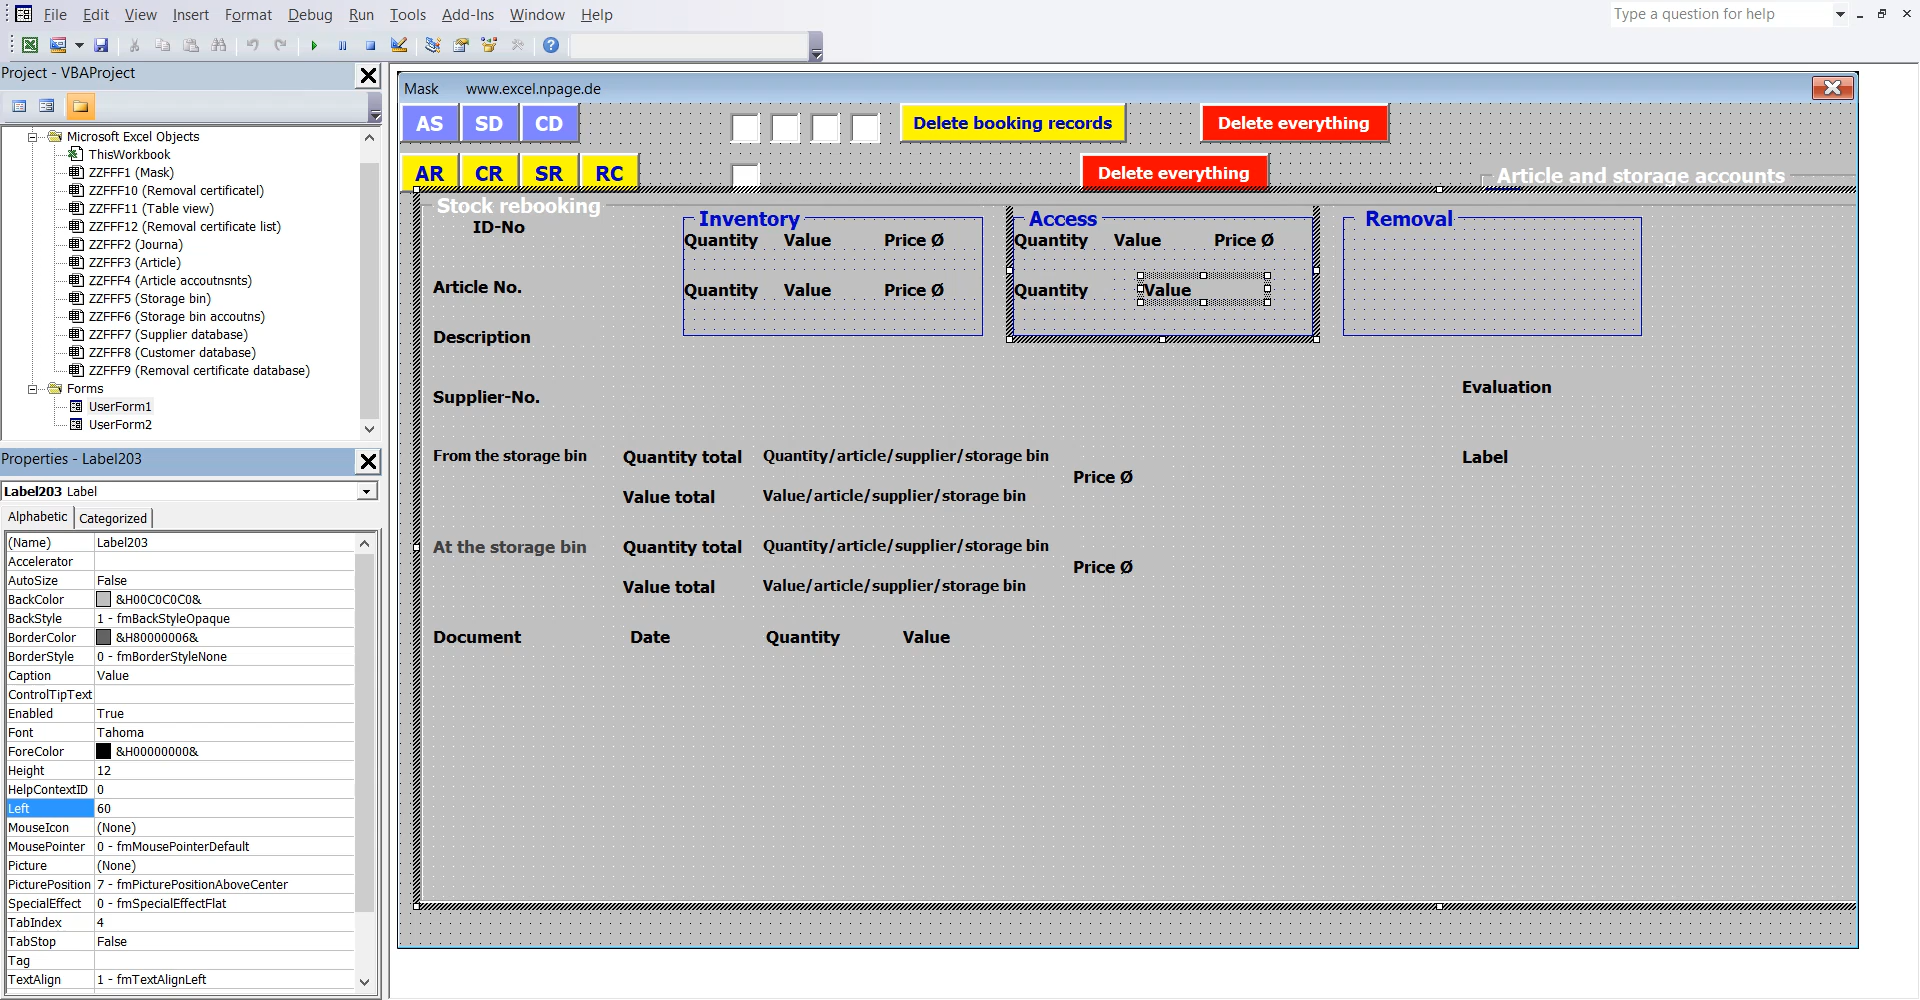 File Edit View Insert Format Debug Run Tools Add-Ins Window Help Type a question for help
Project - VBAProject
Microsoft Excel Objects
ThisWorkbook
ZZFFF1 (Mask)
ZZFFF10 (Removal certificatel)
ZZFFF11 (Table view)
ZZFFF12 (Removal certificate list)
ZZFFF2 (Journa)
ZZFFF3 (Article)
ZZFFF4 (Article accoutnsnts)
ZZFFF5 (Storage bin)
ZZFFF6 (Storage bin accoutns)
ZZFFF7 (Supplier database)
ZZFFF8 (Customer database)
ZZFFF9 (Removal certificate database)
Forms
UserForm1
UserForm2
Properties - Label203
Label203 Label
Alphabetic Categorized
(Name) Label203
Accelerator
AutoSize False
BackColor &H00C0C0C0&
BackStyle 1 - fmBackStyleOpaque
BorderColor &H80000006&
BorderStyle 0 - fmBorderStyleNone
Caption Value
ControlTipText
Enabled True
Font Tahoma
ForeColor &H00000000&
Height 12
HelpContextID 0
Left 60
MouseIcon (None)
MousePointer 0 - fmMousePointerDefault
Picture (None)
PicturePosition 7 - fmPicturePositionAboveCenter
SpecialEffect 0 - fmSpecialEffectFlat
TabIndex 4
TabStop False
Tag
TextAlign 1 - fmTextAlignLeft
Mask www.excel.npage.de
AS SD CD Delete booking records Delete everything
AR CR SR RC Delete everything Article and storage accounts
Stock rebooking
ID-No Inventory Access Removal
Quantity Value Price Ø Quantity Value Price Ø
Article No. Quantity Value Price Ø Quantity Value
Description
Supplier-No. Evaluation
From the storage bin Quantity total Quantity/article/supplier/storage bin Label
Price Ø
Value total Value/article/supplier/storage bin
At the storage bin Quantity total Quantity/article/supplier/storage bin
Price Ø
Value total Value/article/supplier/storage bin
Document Date Quantity Value